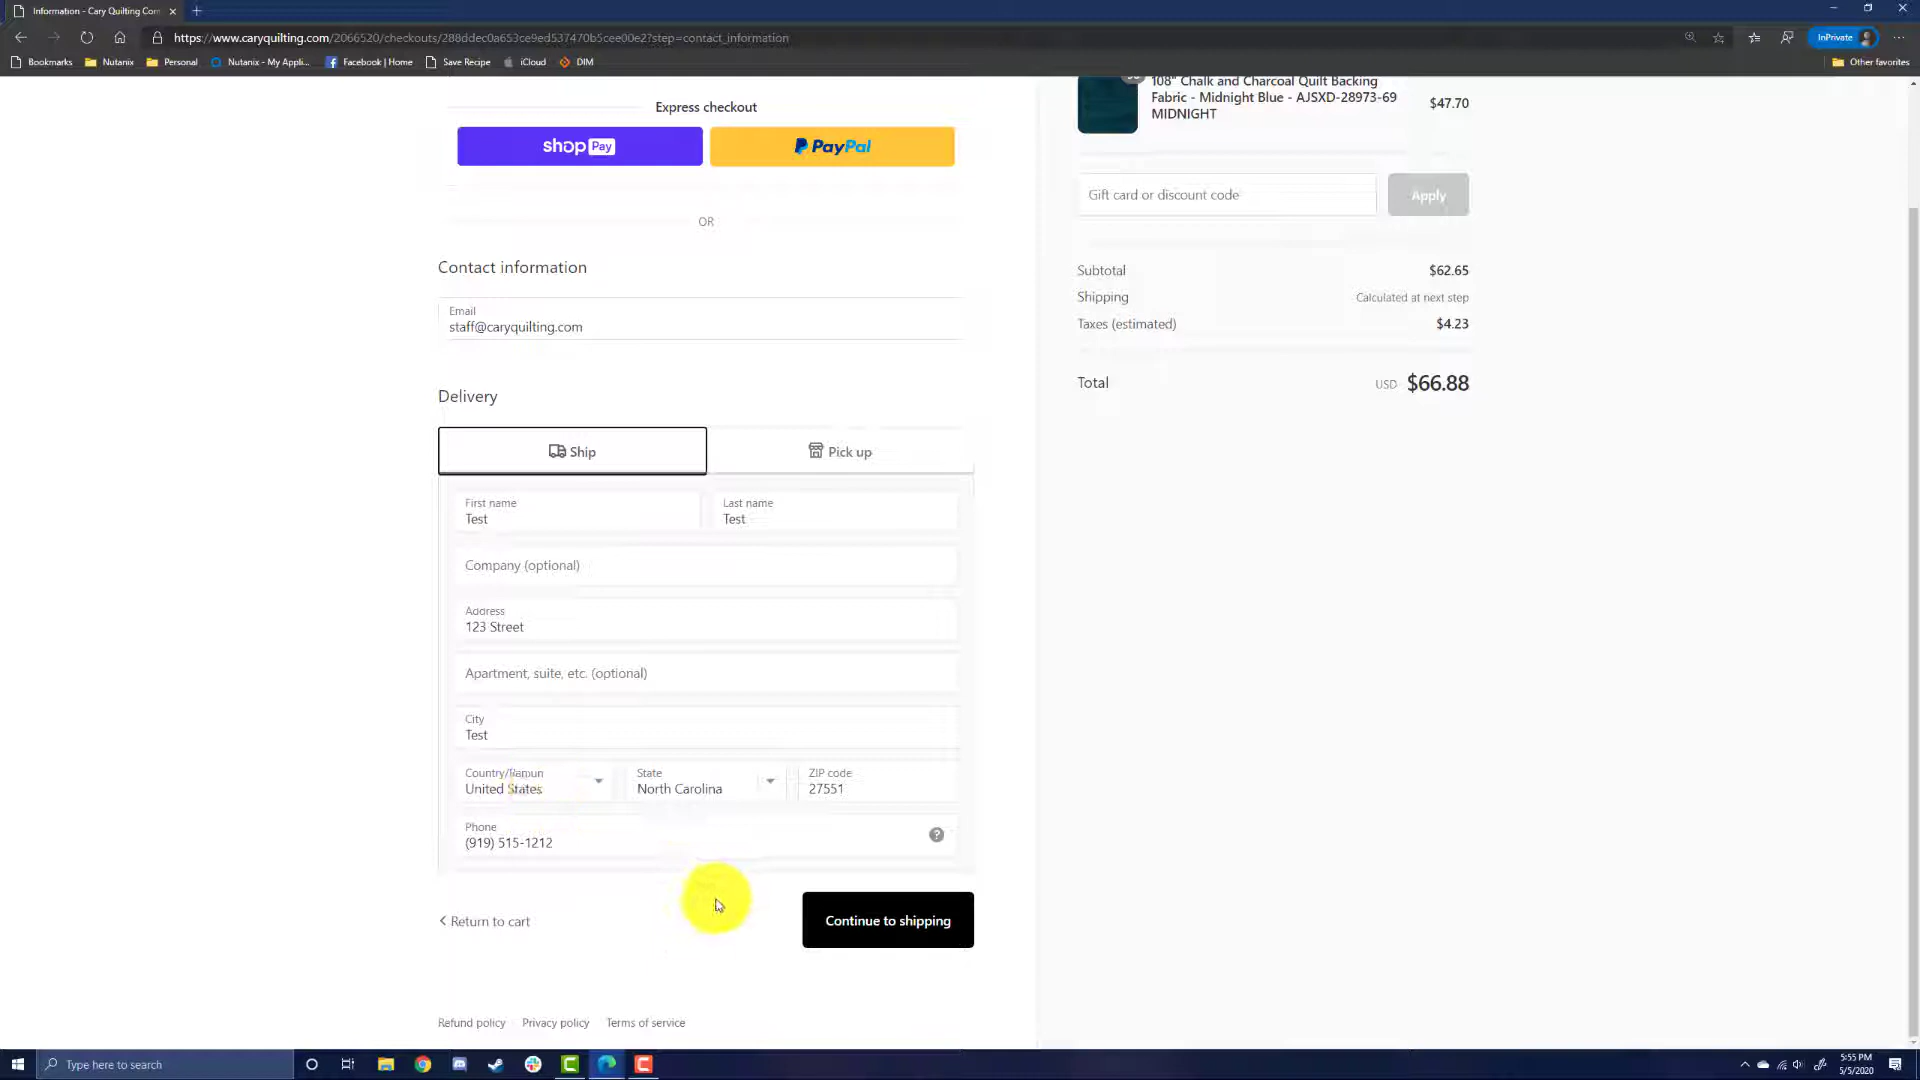 Information - Cary Quilting Com
https://www.caryquilting.com/2066520/checkouts/288ddec0a653ce9ed537470b5cee00e2?step=contact_information
InPrivate
Bookmarks
Nutanix
Personal
Nutanix - My Appli...
Facebook | Home
Save Recipe
iCloud
DIM
Other favorites
Express checkout
shop Pay
PayPal
OR
Contact information
Email
staff@caryquilting.com
Delivery
Ship
Pick up
First name
Test
Last name
Test
Company (optional)
Address
123 Street
Apartment, suite, etc. (optional)
City
Test
Country/
United States
State
North Carolina
ZIP code
27551
Phone
(919) 515-1212
?
Return to cart
Continue to shipping
Refund policy
Privacy policy
Terms of service
108" Chalk and Charcoal Quilt Backing
Fabric - Midnight Blue - AJSXD-28973-69
MIDNIGHT
$47.70
Gift card or discount code
Apply
Subtotal
$62.65
Shipping
Calculated at next step
Taxes (estimated)
$4.23
Total
USD $66.88
Type here to search
5:55 PM
5/5/2020